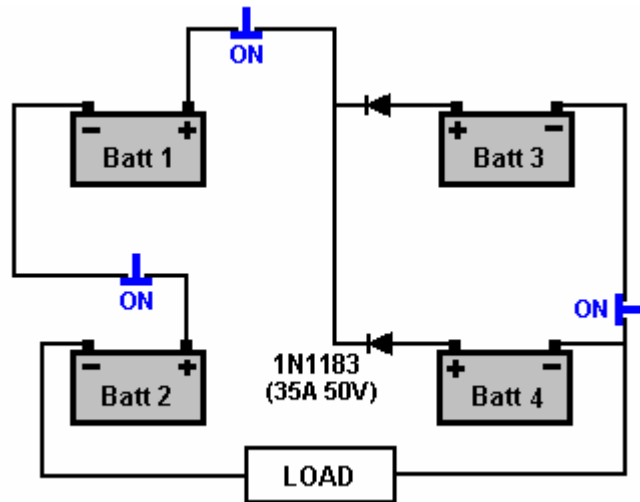 ON
- +
Batt 1
+ -
Batt 3
ON
ON
- +
Batt 2
1N1183
(35A 50V)
+ -
Batt 4
LOAD